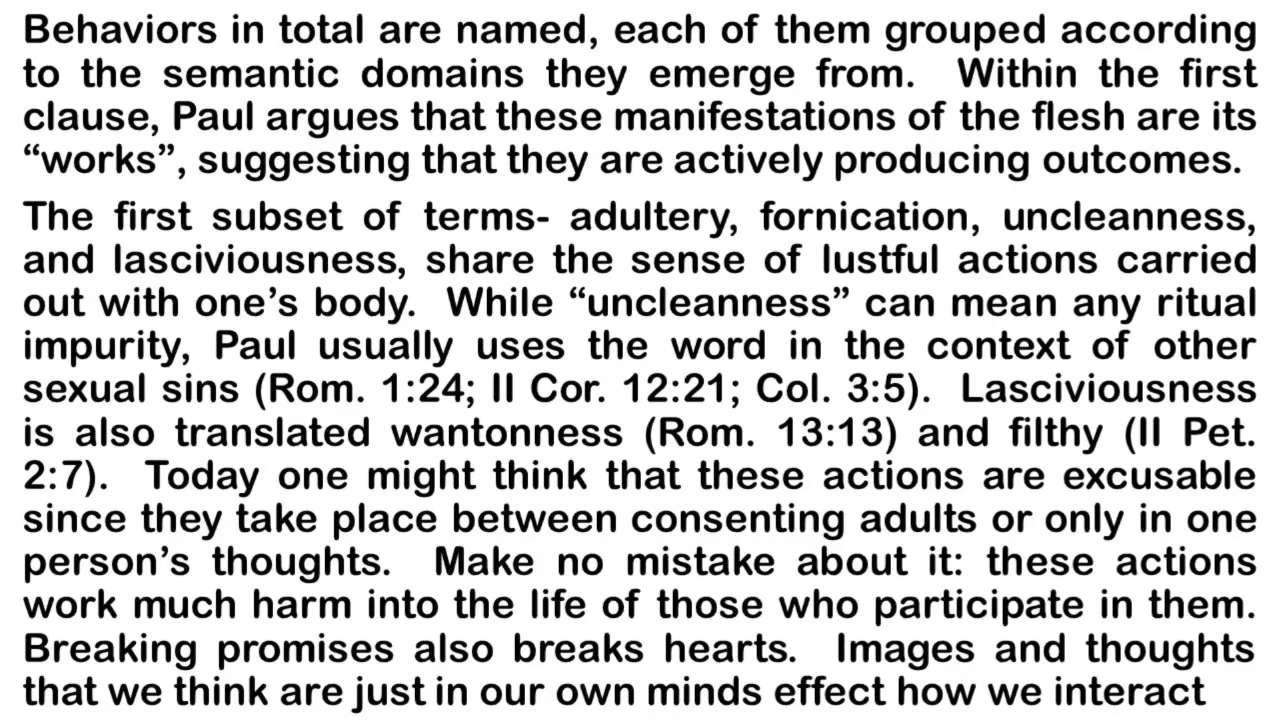 Behaviors in total are named, each of them grouped according
to the semantic domains they emerge from.  Within the first
clause, Paul argues that these manifestations of the flesh are its
“works”, suggesting that they are actively producing outcomes.
The first subset of terms- adultery, fornication, uncleanness,
and lasciviousness, share the sense of lustful actions carried
out with one’s body.  While “uncleanness” can mean any ritual
impurity, Paul usually uses the word in the context of other
sexual sins (Rom. 1:24; II Cor. 12:21; Col. 3:5).  Lasciviousness
is also translated wantonness (Rom. 13:13) and filthy (II Pet.
2:7).  Today one might think that these actions are excusable
since they take place between consenting adults or only in one
person’s thoughts.  Make no mistake about it: these actions
work much harm into the life of those who participate in them.
Breaking promises also breaks hearts.  Images and thoughts
that we think are just in our own minds effect how we interact